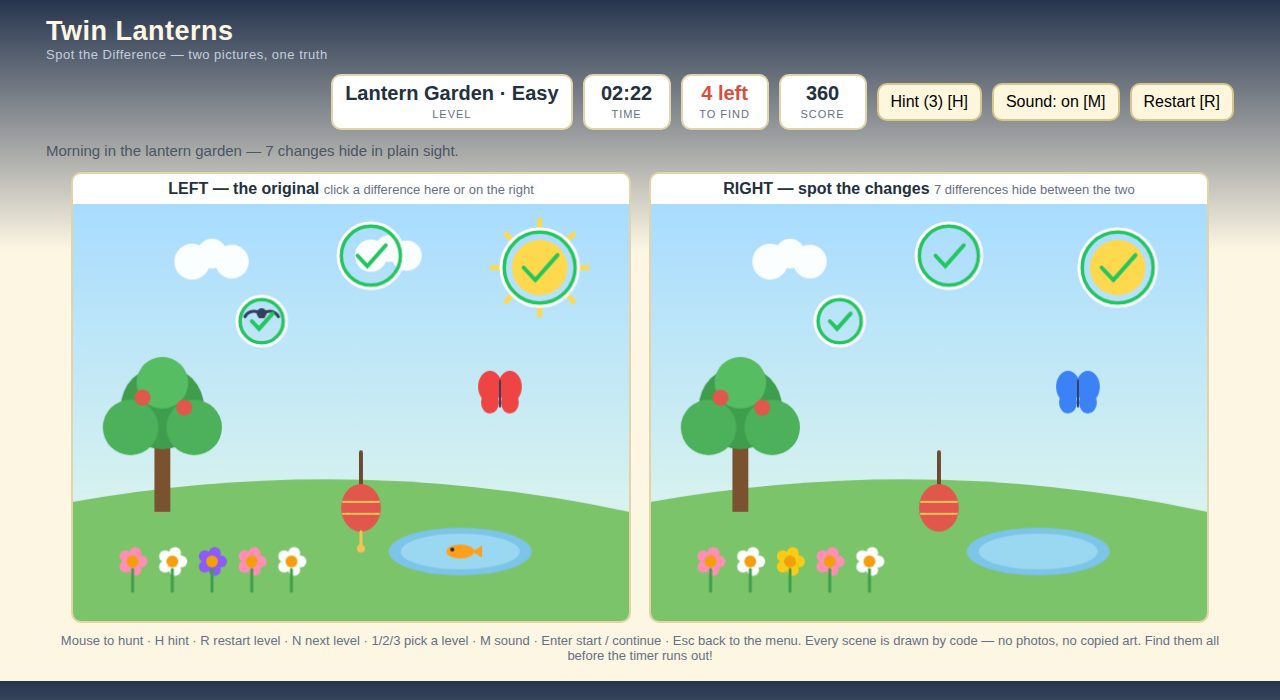 Twin Lanterns
Spot the Difference — two pictures, one truth
Lantern Garden · Easy
LEVEL
02:22
TIME
4 left
TO FIND
360
SCORE
Hint (3) [H]
Sound: on [M]
Restart [R]
Morning in the lantern garden — 7 changes hide in plain sight.
LEFT — the original click a difference here or on the right
RIGHT — spot the changes 7 differences hide between the two
Mouse to hunt · H hint · R restart level · N next level · 1/2/3 pick a level · M sound · Enter start / continue · Esc back to the menu. Every scene is drawn by code — no photos, no copied art. Find them all
before the timer runs out!